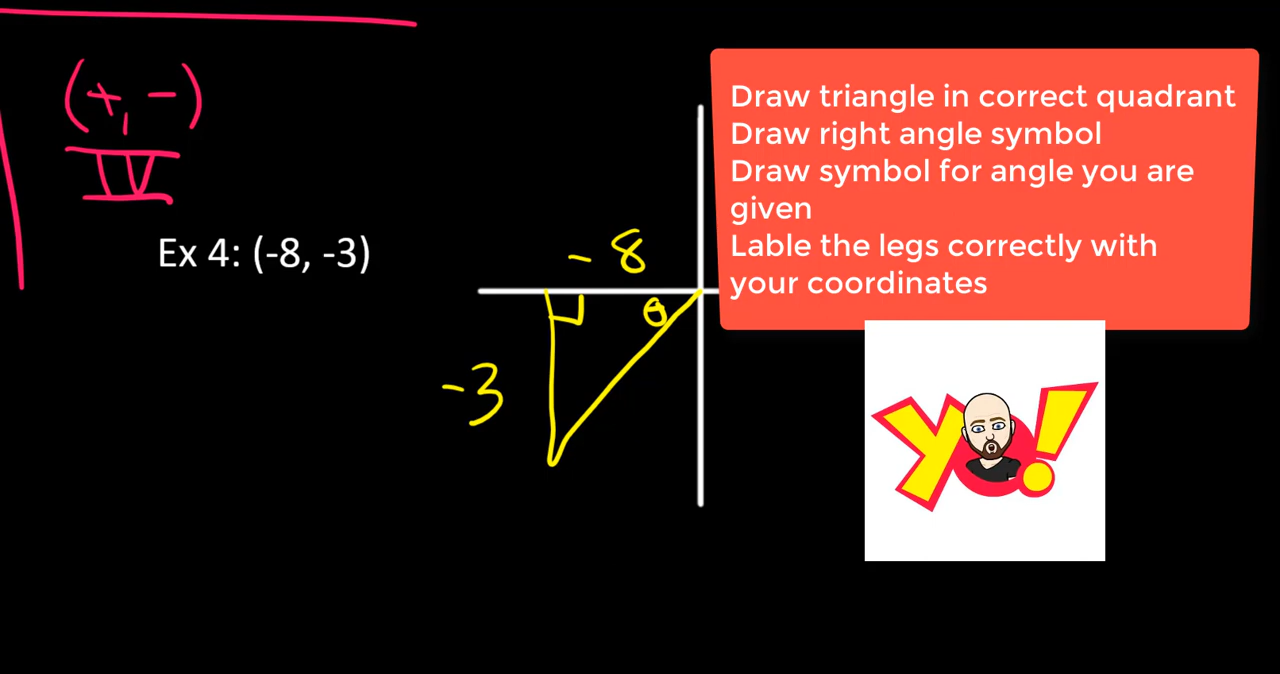 (+, -)
IV
Ex 4: (-8, -3)
- 8
θ
-3
Draw triangle in correct quadrant
Draw right angle symbol
Draw symbol for angle you are
given
Lable the legs correctly with
your coordinates
YO!